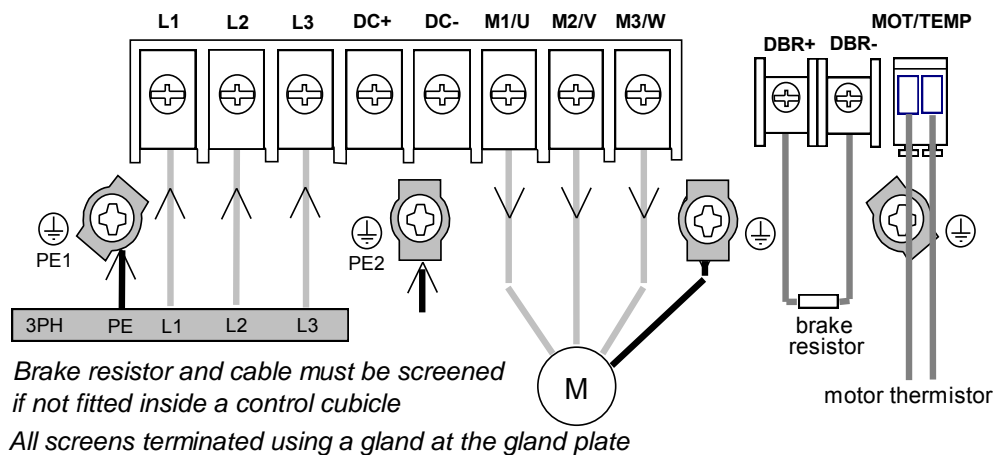 L1 L2 L3 DC+ DC- M1/U M2/V M3/W MOT/TEMP
DBR+ DBR-
PE1
PE2
3PH PE L1 L2 L3
brake
resistor
M
motor thermistor
Brake resistor and cable must be screened
if not fitted inside a control cubicle
All screens terminated using a gland at the gland plate